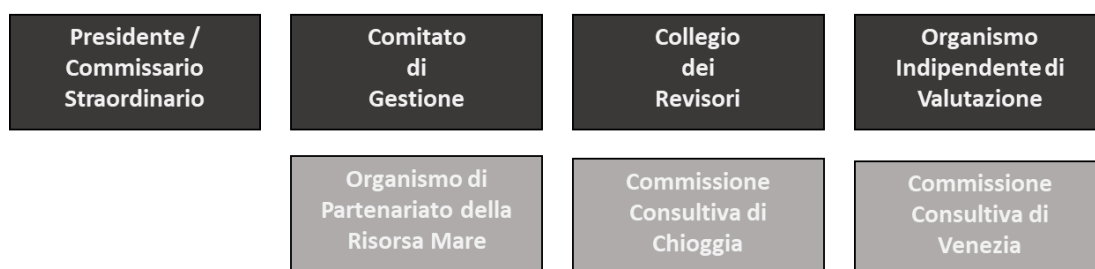 Presidente /
Commissario
Straordinario
Comitato
di
Gestione
Collegio
dei
Revisori
Organismo
Indipendente di
Valutazione
Organismo di
Partenariato della
Risorsa Mare
Commissione
Consultiva di
Chioggia
Commissione
Consultiva di
Venezia